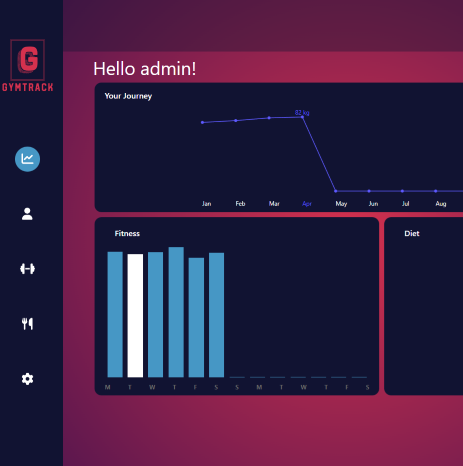 G
GYMTRACK
Hello admin!
Your Journey
82 kg
Jan Feb Mar Apr May Jun Jul Aug
Fitness
M T W T F S S M T W T F S
Diet